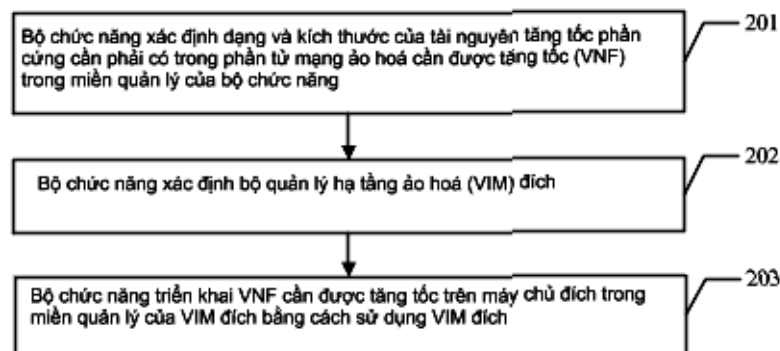 Bộ chức năng xác định dạng và kích thước của tài nguyên tăng tốc phần
cứng cần phải có trong phần tử mạng ảo hoá cần được tăng tốc (VNF)
trong miền quản lý của bộ chức năng
201
Bộ chức năng xác định bộ quản lý hạ tầng ảo hoá (VIM) đích
202
Bộ chức năng triển khai VNF cần được tăng tốc trên máy chủ đích trong
miền quản lý của VIM đích bằng cách sử dụng VIM đích
203